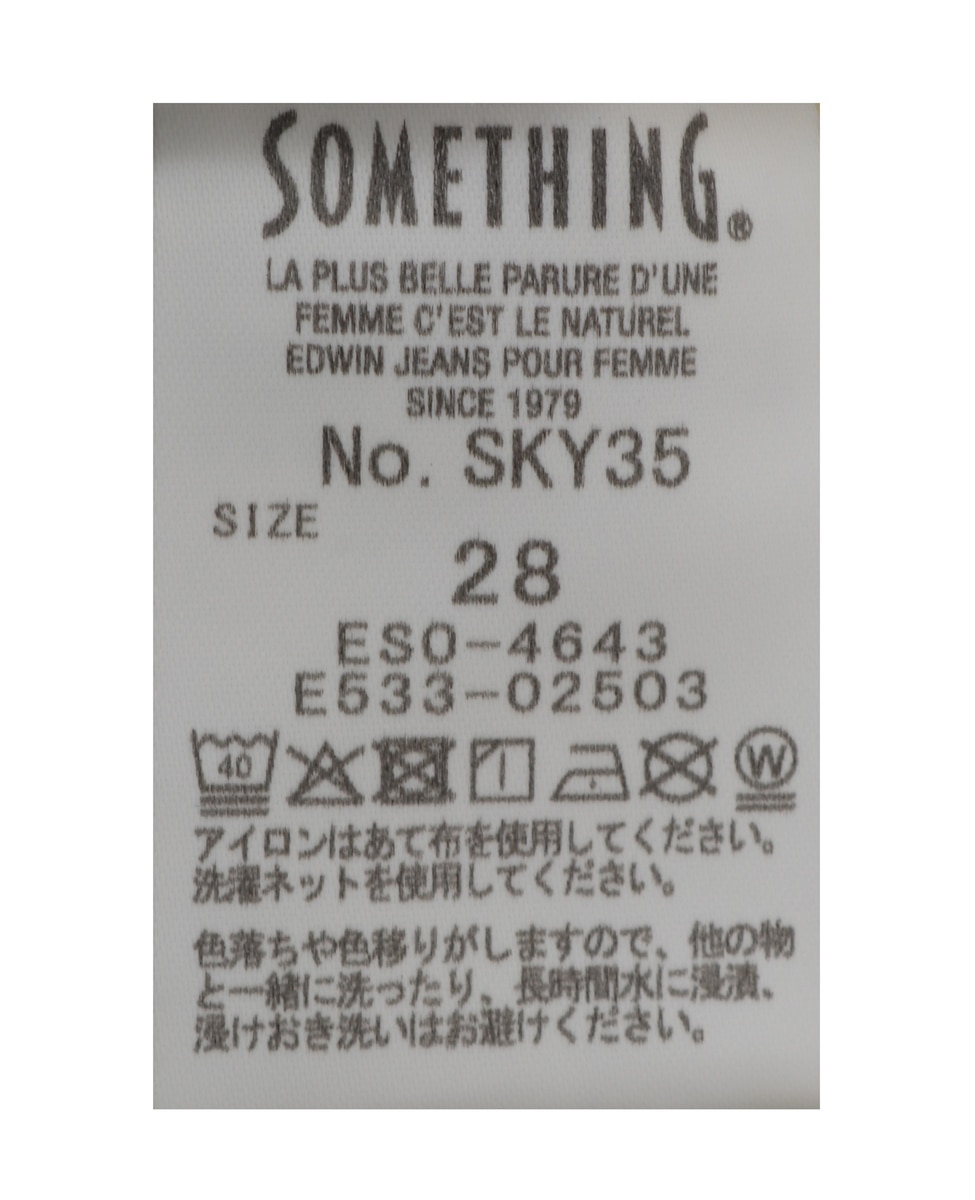 SOMETHING®
LA PLUS BELLE PARURE D'UNE
FEMME C'EST LE NATUREL
EDWIN JEANS POUR FEMME
SINCE 1979
No. SKY35
SIZE
28
ESO-4643
E533-02503
40 W
アイロンはあて布を使用してください。
洗濯ネットを使用してください。
色落ちや色移りがしますので、他の物
と一緒に洗ったり、長時間水に浸漬、
浸けおき洗いはお避けください。